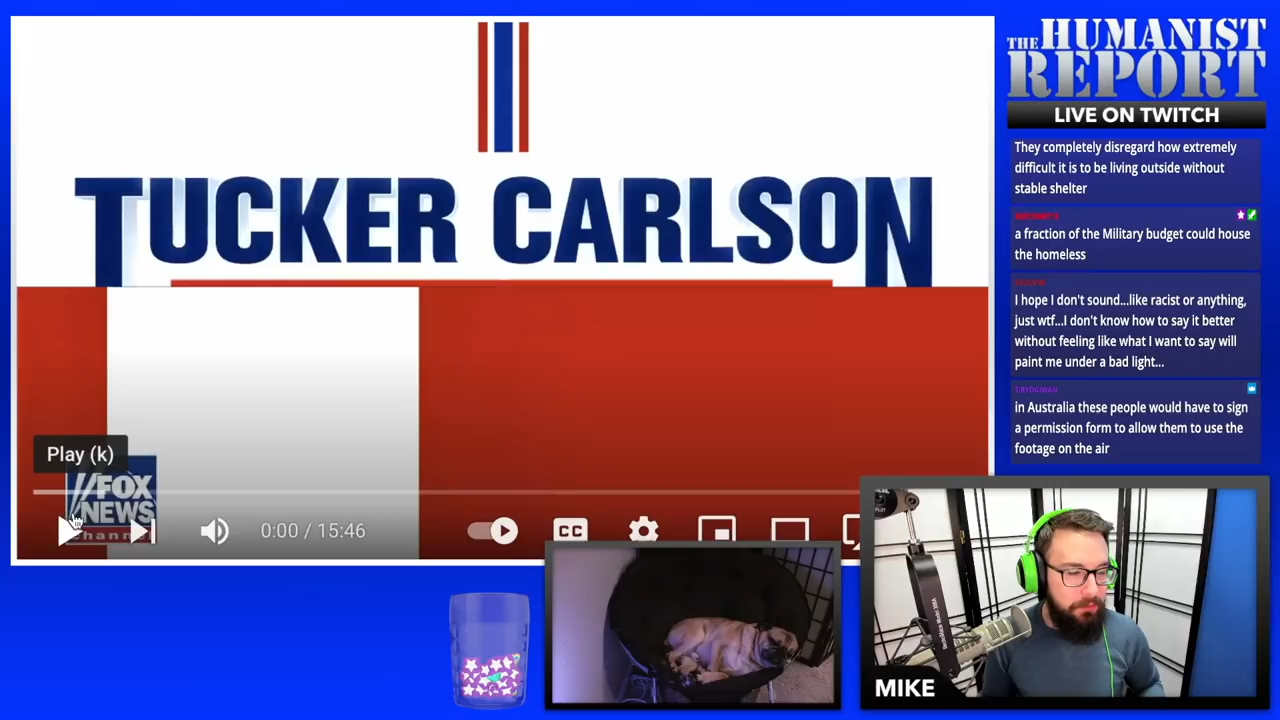 TUCKER CARLSON
Play (k)
FOX
NEWS
channel
0:00 / 15:46
CC
THE HUMANIST
REPORT
LIVE ON TWITCH
They completely disregard how extremely
difficult it is to be living outside without
stable shelter
a fraction of the Military budget could house
the homeless
I hope I don't sound...like racist or anything,
just wtf...I don't know how to say it better
without feeling like what I want to say will
paint me under a bad light...
SIRYOGIWAN
in Australia these people would have to sign
a permission form to allow them to use the
footage on the air
MIKE